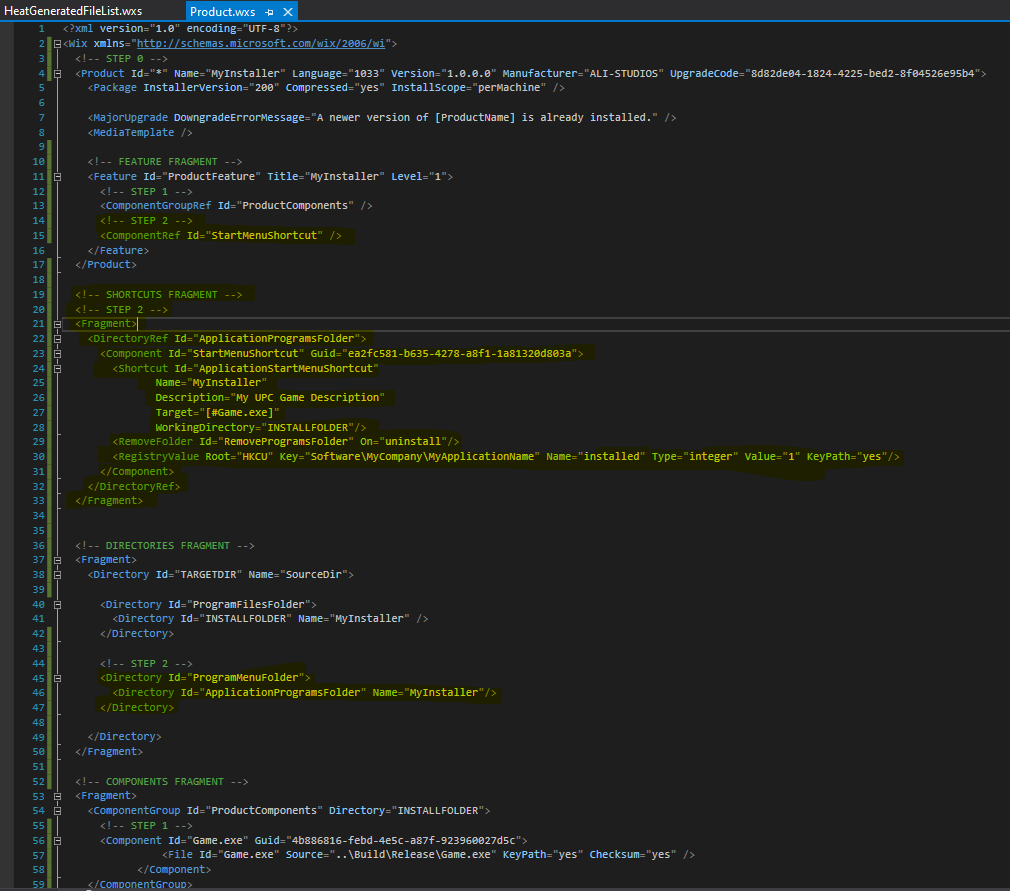 HeatGeneratedFileList.wxs
Product.wxs
1 <?xml version="1.0" encoding="UTF-8"?>
2 <Wix xmlns="http://schemas.microsoft.com/wix/2006/wi">
3 <!-- STEP 0 -->
4 <Product Id="*" Name="MyInstaller" Language="1033" Version="1.0.0.0" Manufacturer="ALI-STUDIOS" UpgradeCode="8d82de04-1824-4225-bed2-8f04526e95b4">
5 <Package InstallerVersion="200" Compressed="yes" InstallScope="perMachine" />
6
7 <MajorUpgrade DowngradeErrorMessage="A newer version of [ProductName] is already installed." />
8 <MediaTemplate />
9
10 <!-- FEATURE FRAGMENT -->
11 <Feature Id="ProductFeature" Title="MyInstaller" Level="1">
12 <!-- STEP 1 -->
13 <ComponentGroupRef Id="ProductComponents" />
14 <!-- STEP 2 -->
15 <ComponentRef Id="StartMenuShortcut" />
16 </Feature>
17 </Product>
18
19 <!-- SHORTCUTS FRAGMENT -->
20 <!-- STEP 2 -->
21 <Fragment>
22 <DirectoryRef Id="ApplicationProgramsFolder">
23 <Component Id="StartMenuShortcut" Guid="ea2fc581-b635-4278-a8f1-1a81320d803a">
24 <Shortcut Id="ApplicationStartMenuShortcut"
25 Name="MyInstaller"
26 Description="My UPC Game Description"
27 Target="[#Game.exe]"
28 WorkingDirectory="INSTALLFOLDER"/>
29 <RemoveFolder Id="RemoveProgramsFolder" On="uninstall"/>
30 <RegistryValue Root="HKCU" Key="Software\MyCompany\MyApplicationName" Name="installed" Type="integer" Value="1" KeyPath="yes"/>
31 </Component>
32 </DirectoryRef>
33 </Fragment>
34
35
36 <!-- DIRECTORIES FRAGMENT -->
37 <Fragment>
38 <Directory Id="TARGETDIR" Name="SourceDir">
39
40 <Directory Id="ProgramFilesFolder">
41 <Directory Id="INSTALLFOLDER" Name="MyInstaller" />
42 </Directory>
43
44 <!-- STEP 2 -->
45 <Directory Id="ProgramMenuFolder">
46 <Directory Id="ApplicationProgramsFolder" Name="MyInstaller"/>
47 </Directory>
48
49 </Directory>
50 </Fragment>
51
52 <!-- COMPONENTS FRAGMENT -->
53 <Fragment>
54 <ComponentGroup Id="ProductComponents" Directory="INSTALLFOLDER">
55 <!-- STEP 1 -->
56 <Component Id="Game.exe" Guid="4b886816-febd-4e5c-a87f-923960027d5c">
57 <File Id="Game.exe" Source="..\Build\Release\Game.exe" KeyPath="yes" Checksum="yes" />
58 </Component>
59 </ComponentGroup>